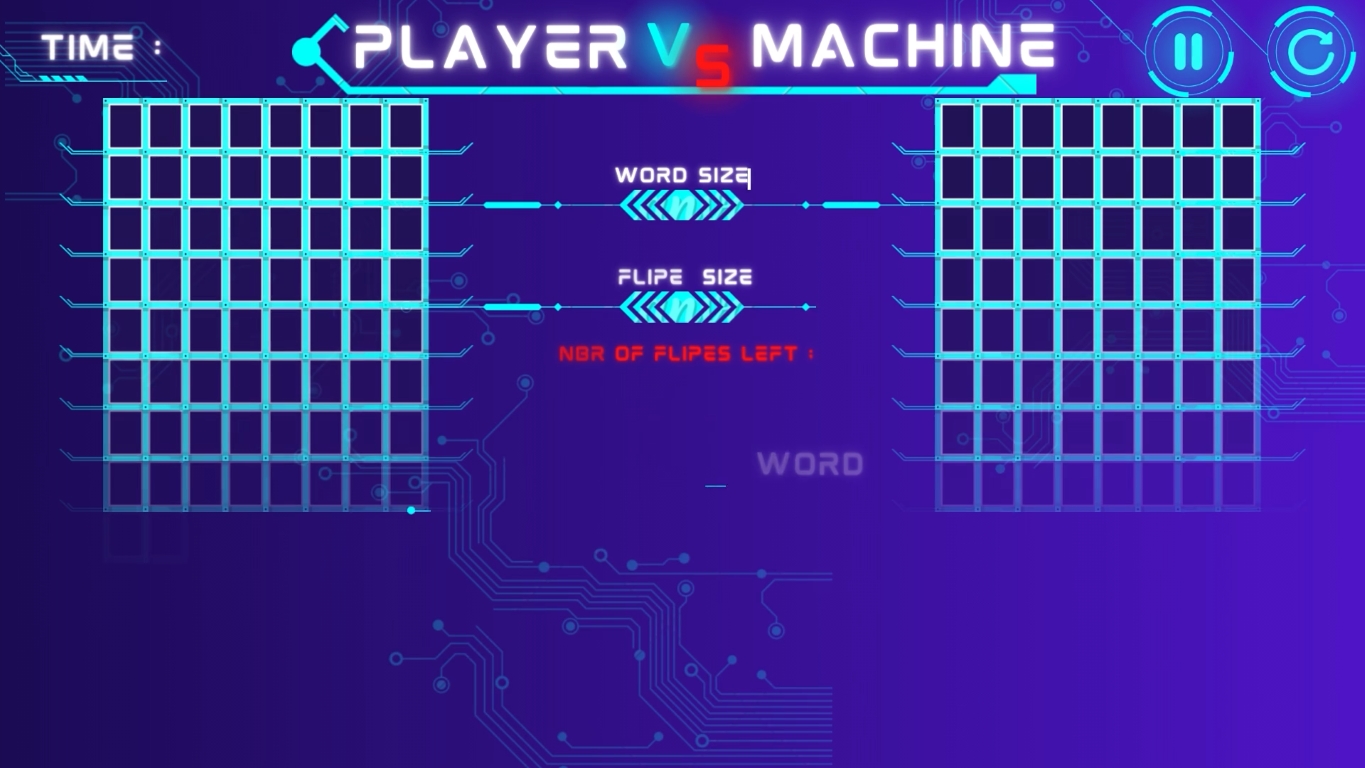 TIME :
PLAYER VS MACHINE
WORD SIZE
FLIPE SIZE
NBR OF FLIPES LEFT :
WORD